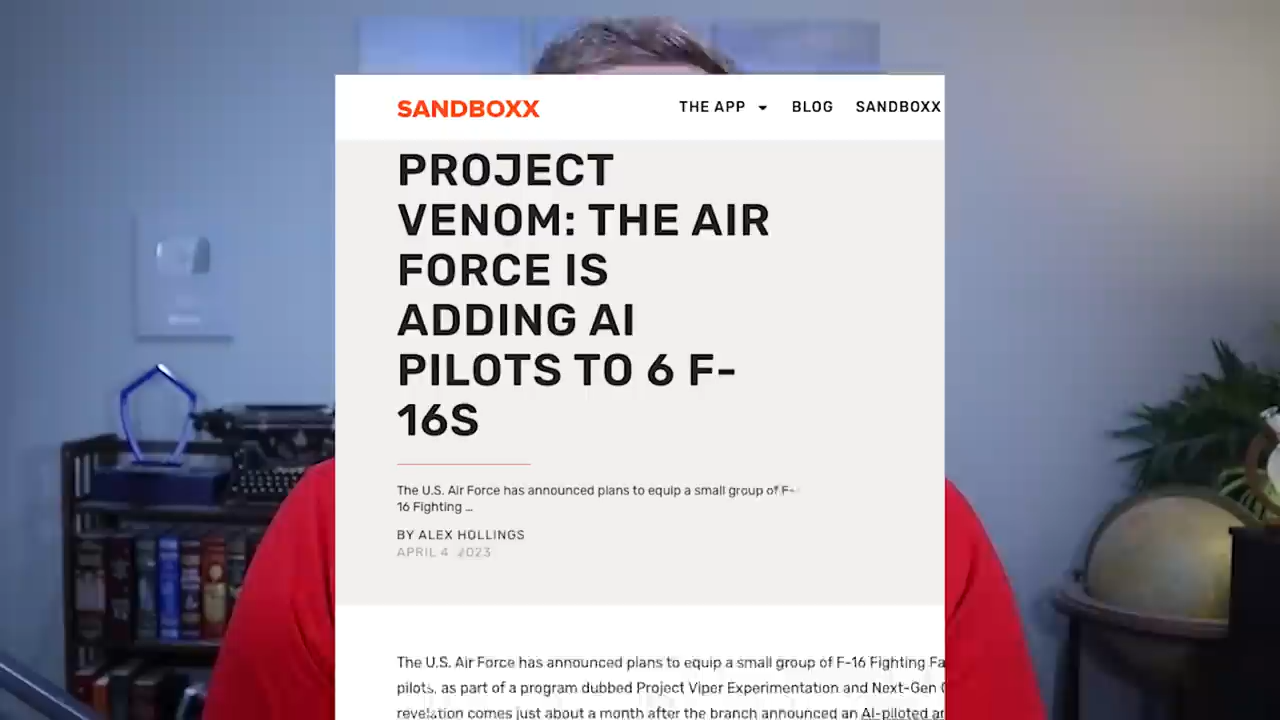 SANDBOXX
THE APP BLOG SANDBOXX
PROJECT
VENOM: THE AIR
FORCE IS
ADDING AI
PILOTS TO 6 F-
16S
The U.S. Air Force has announced plans to equip a small group of F-
16 Fighting ...
BY ALEX HOLLINGS
APRIL 4 2023
The U.S. Air Force has announced plans to equip a small group of F-16 Fighting Fa
pilots, as part of a program dubbed Project Viper Experimentation and Next-Gen
revelation comes just about a month after the branch announced an AI-piloted ar